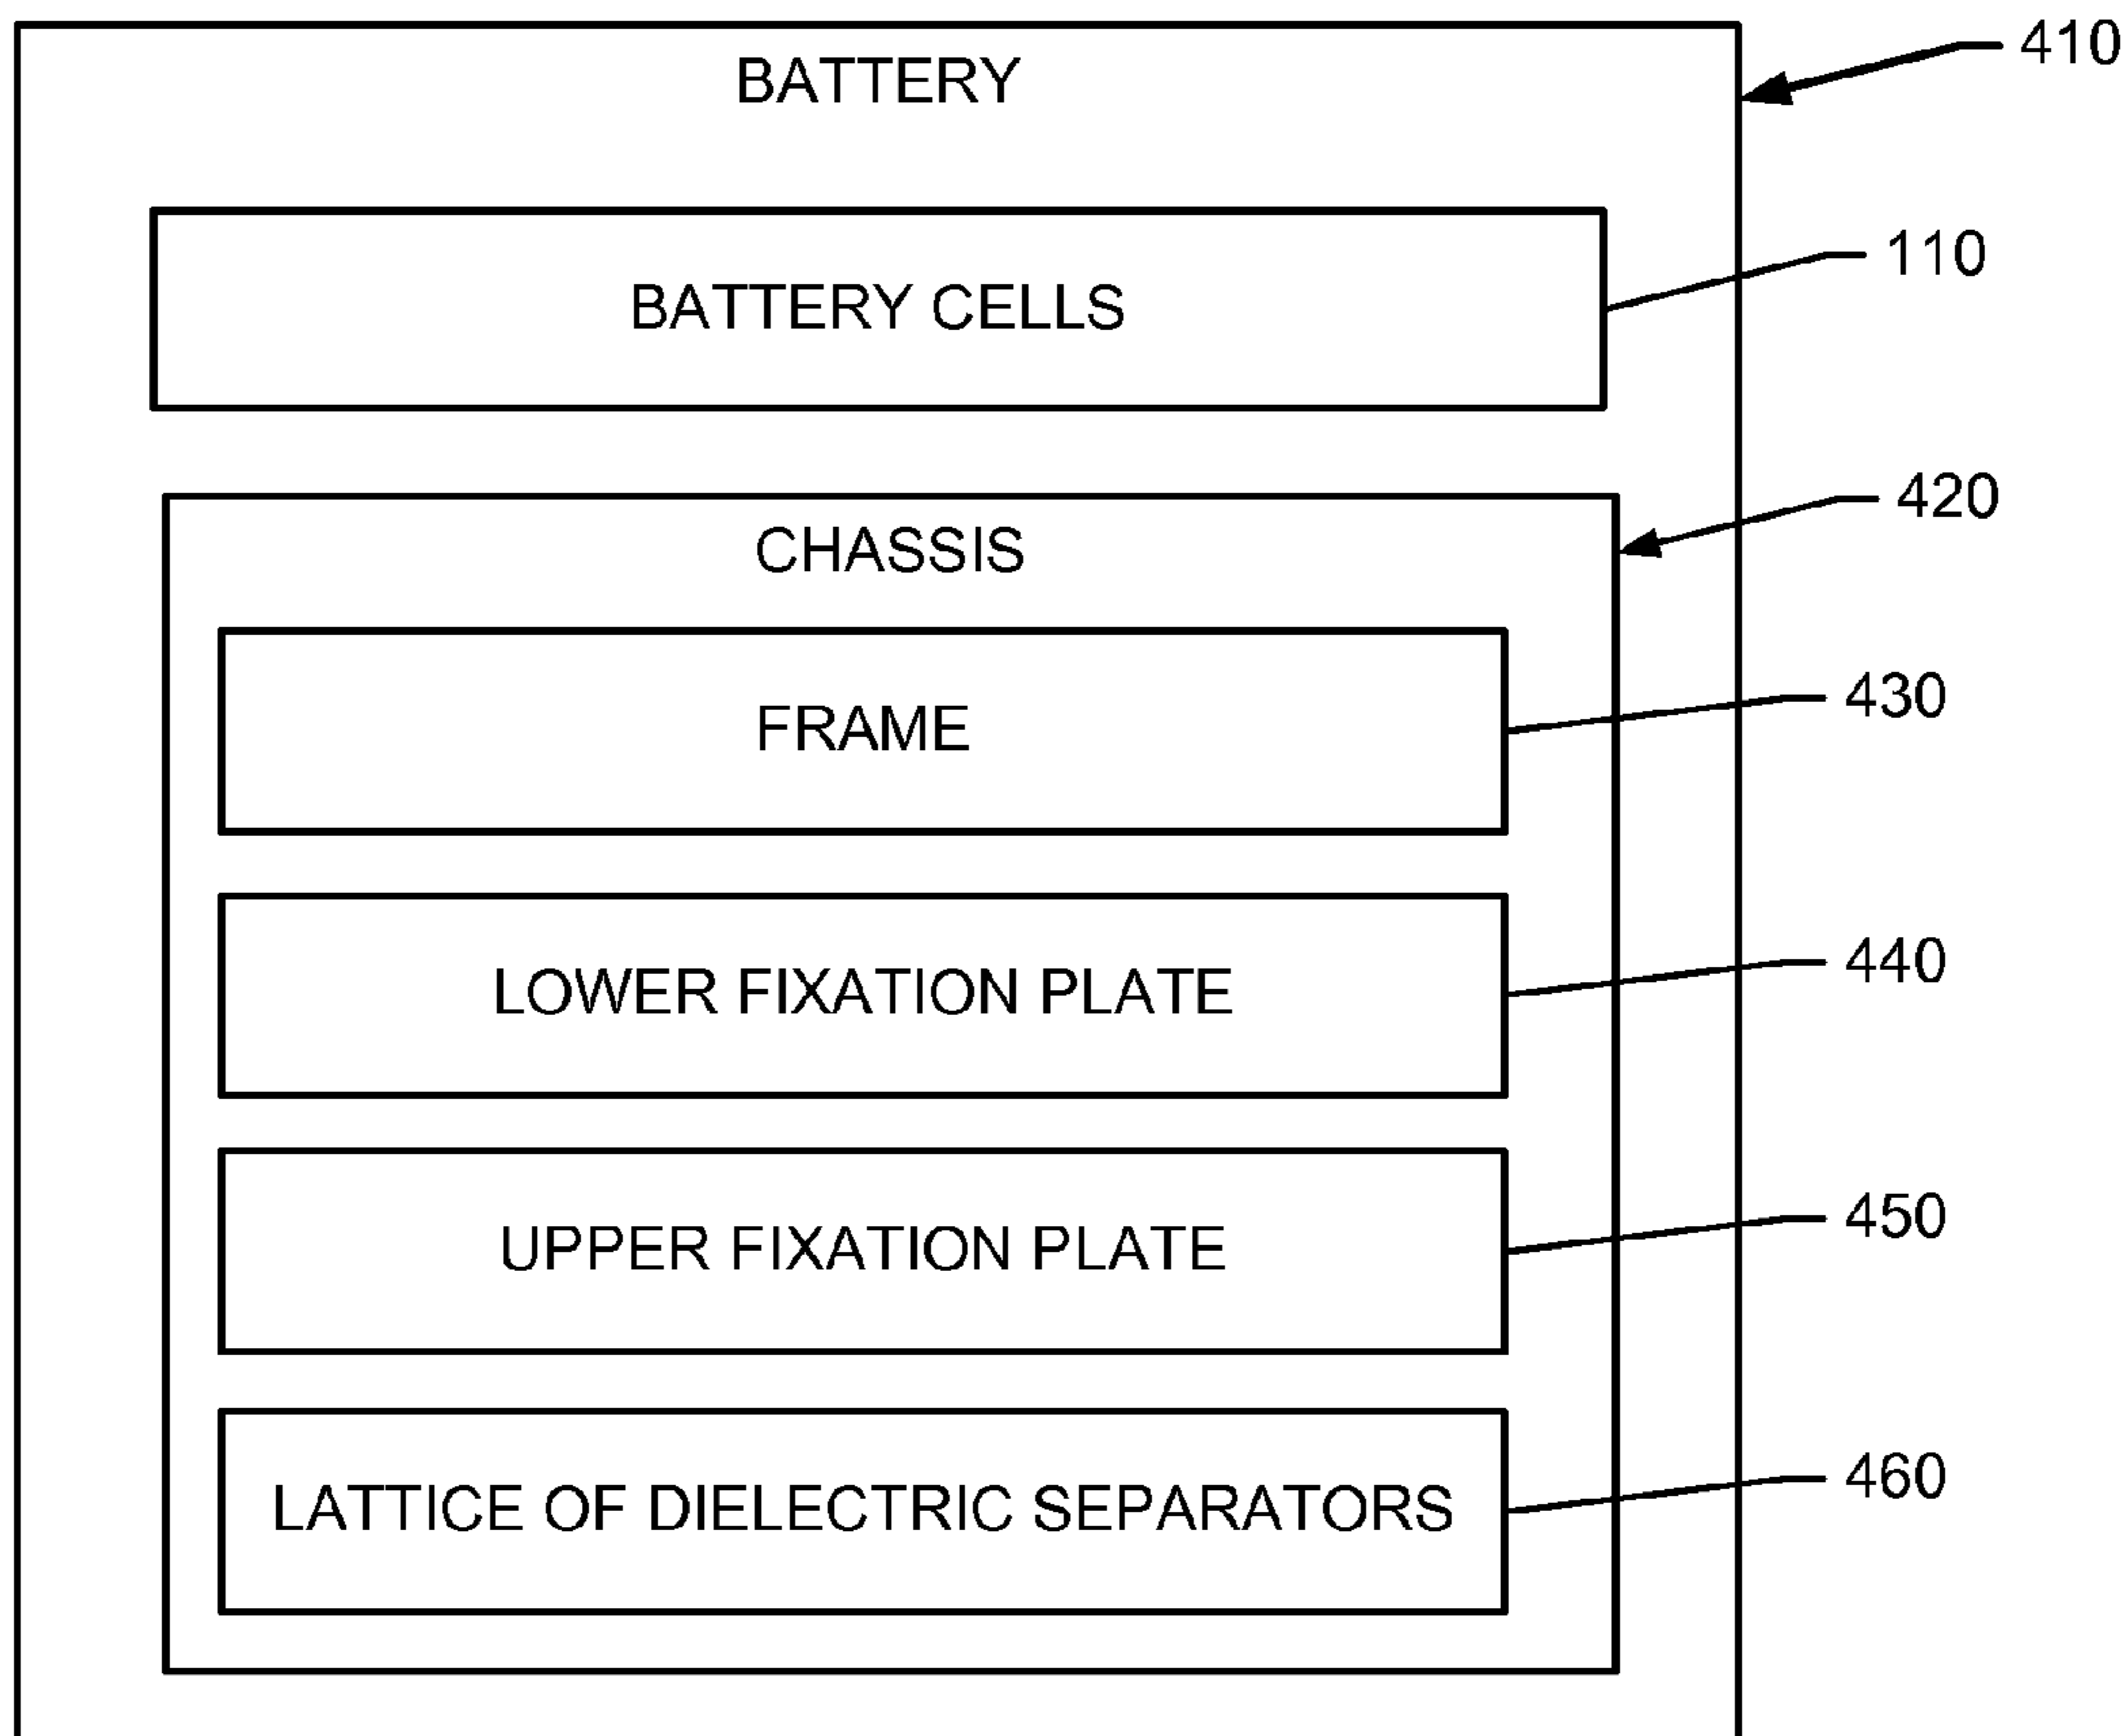 BATTERY
410
BATTERY CELLS
110
CHASSIS
420
FRAME
430
LOWER FIXATION PLATE
440
UPPER FIXATION PLATE
450
LATTICE OF DIELECTRIC SEPARATORS
460